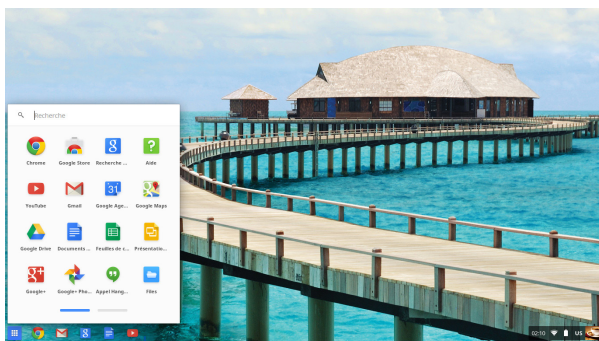 Recherche
Chrome
Google Store
Recherche ...
Aide
YouTube
Gmail
31
Google Age...
Google Maps
Google Drive
Documents ...
Feuilles de c...
Présentatio...
Google+
Google+ Pho...
Appel Hang...
Files
02:10
US